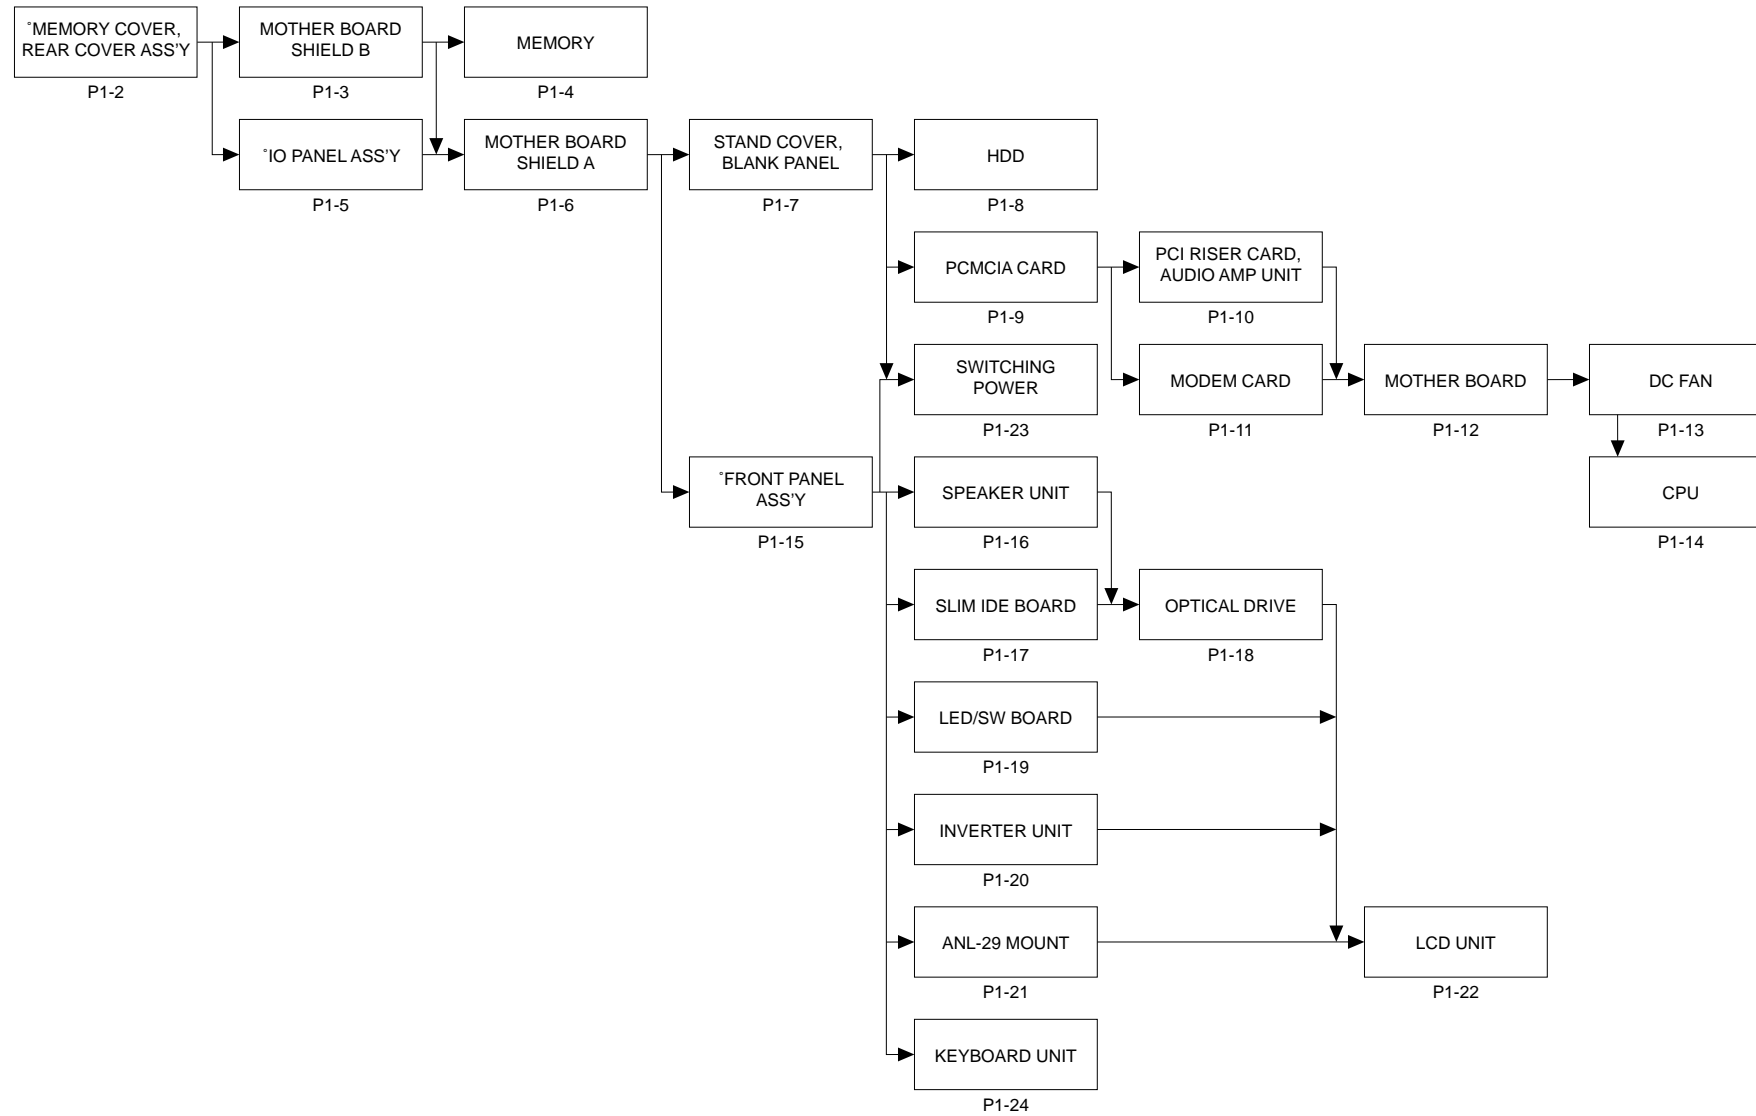 ˚MEMORY COVER,
REAR COVER ASS'Y
P1-2
MOTHER BOARD
SHIELD B
P1-3
MEMORY
P1-4
˚IO PANEL ASS'Y
P1-5
MOTHER BOARD
SHIELD A
P1-6
STAND COVER,
BLANK PANEL
P1-7
HDD
P1-8
PCMCIA CARD
P1-9
PCI RISER CARD,
AUDIO AMP UNIT
P1-10
SWITCHING
POWER
P1-23
MODEM CARD
P1-11
MOTHER BOARD
P1-12
DC FAN
P1-13
˚FRONT PANEL
ASS'Y
P1-15
SPEAKER UNIT
P1-16
CPU
P1-14
SLIM IDE BOARD
P1-17
OPTICAL DRIVE
P1-18
LED/SW BOARD
P1-19
INVERTER UNIT
P1-20
ANL-29 MOUNT
P1-21
LCD UNIT
P1-22
KEYBOARD UNIT
P1-24